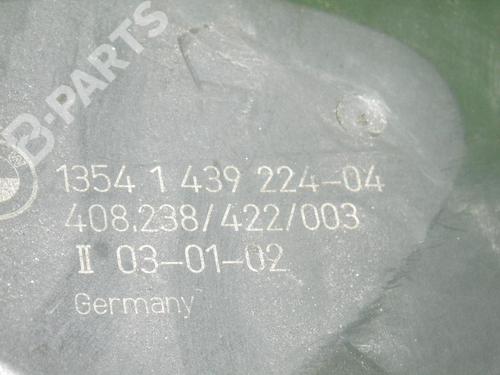 B-PARTS
1354 1 439 224-04
408.238/422/003
II 03-01-02
Germany